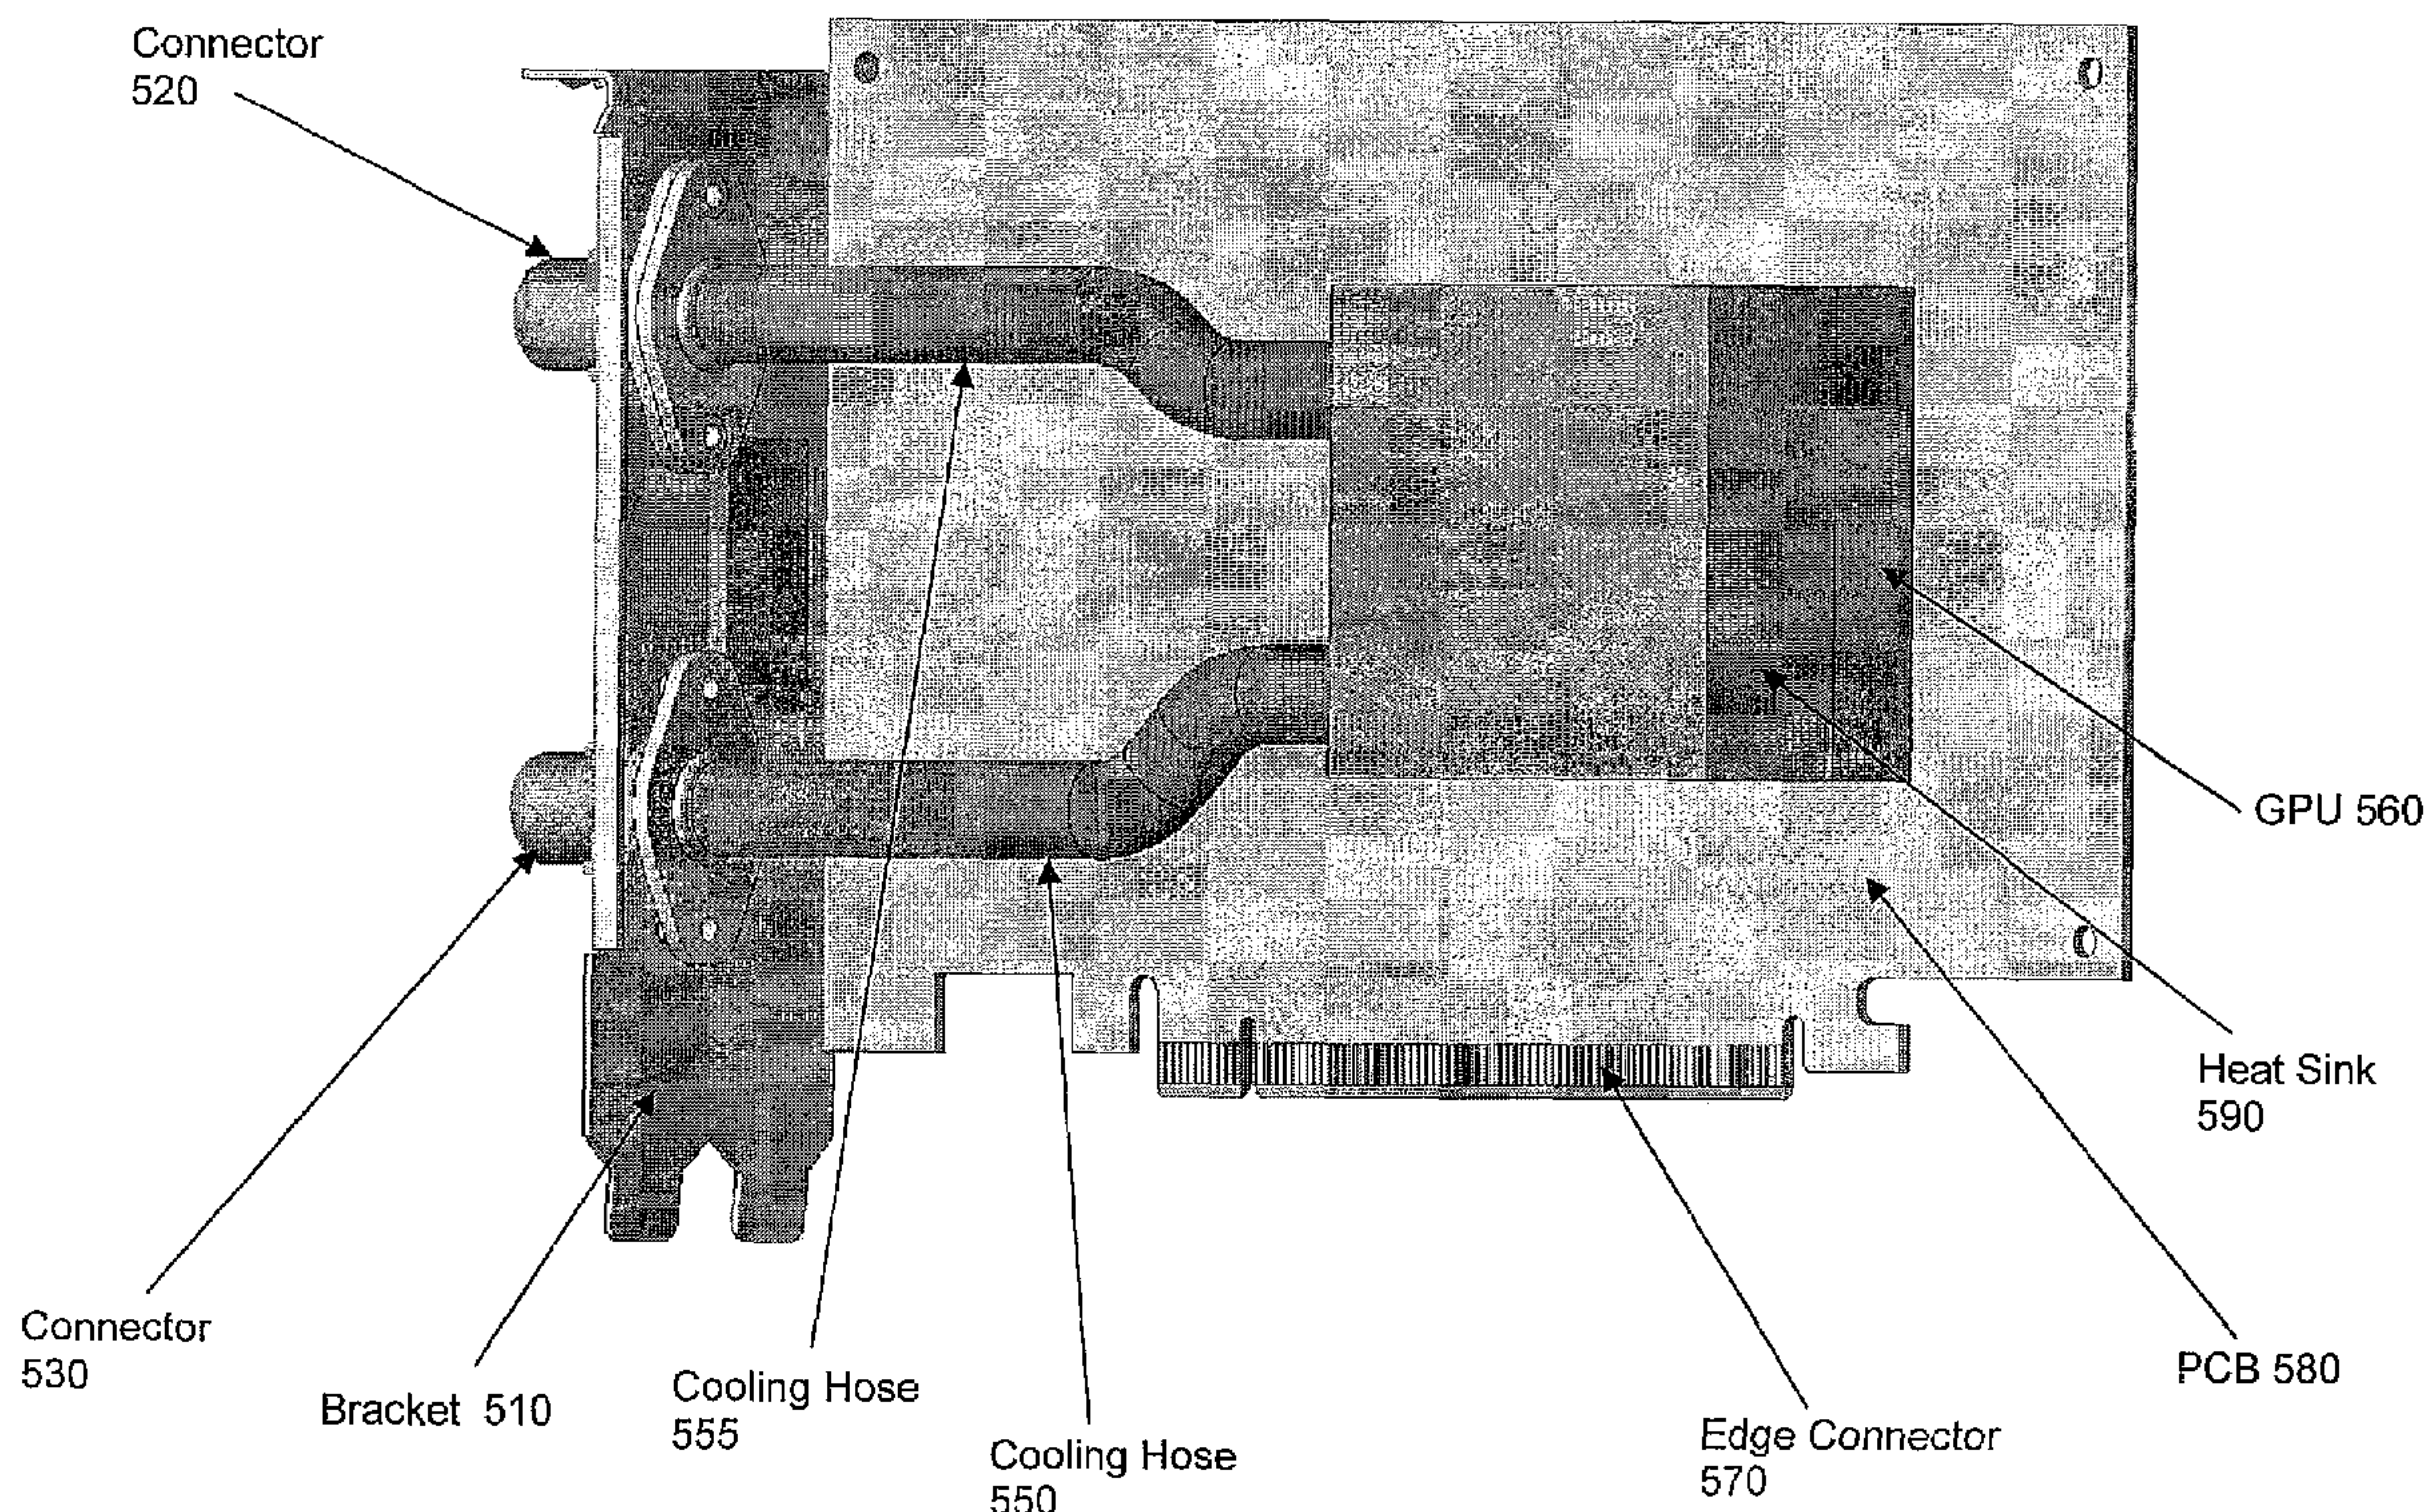 Connector
520
GPU 560
Heat Sink
590
Connector
530
Bracket 510
Cooling Hose
555
Cooling Hose
550
Edge Connector
570
PCB 580